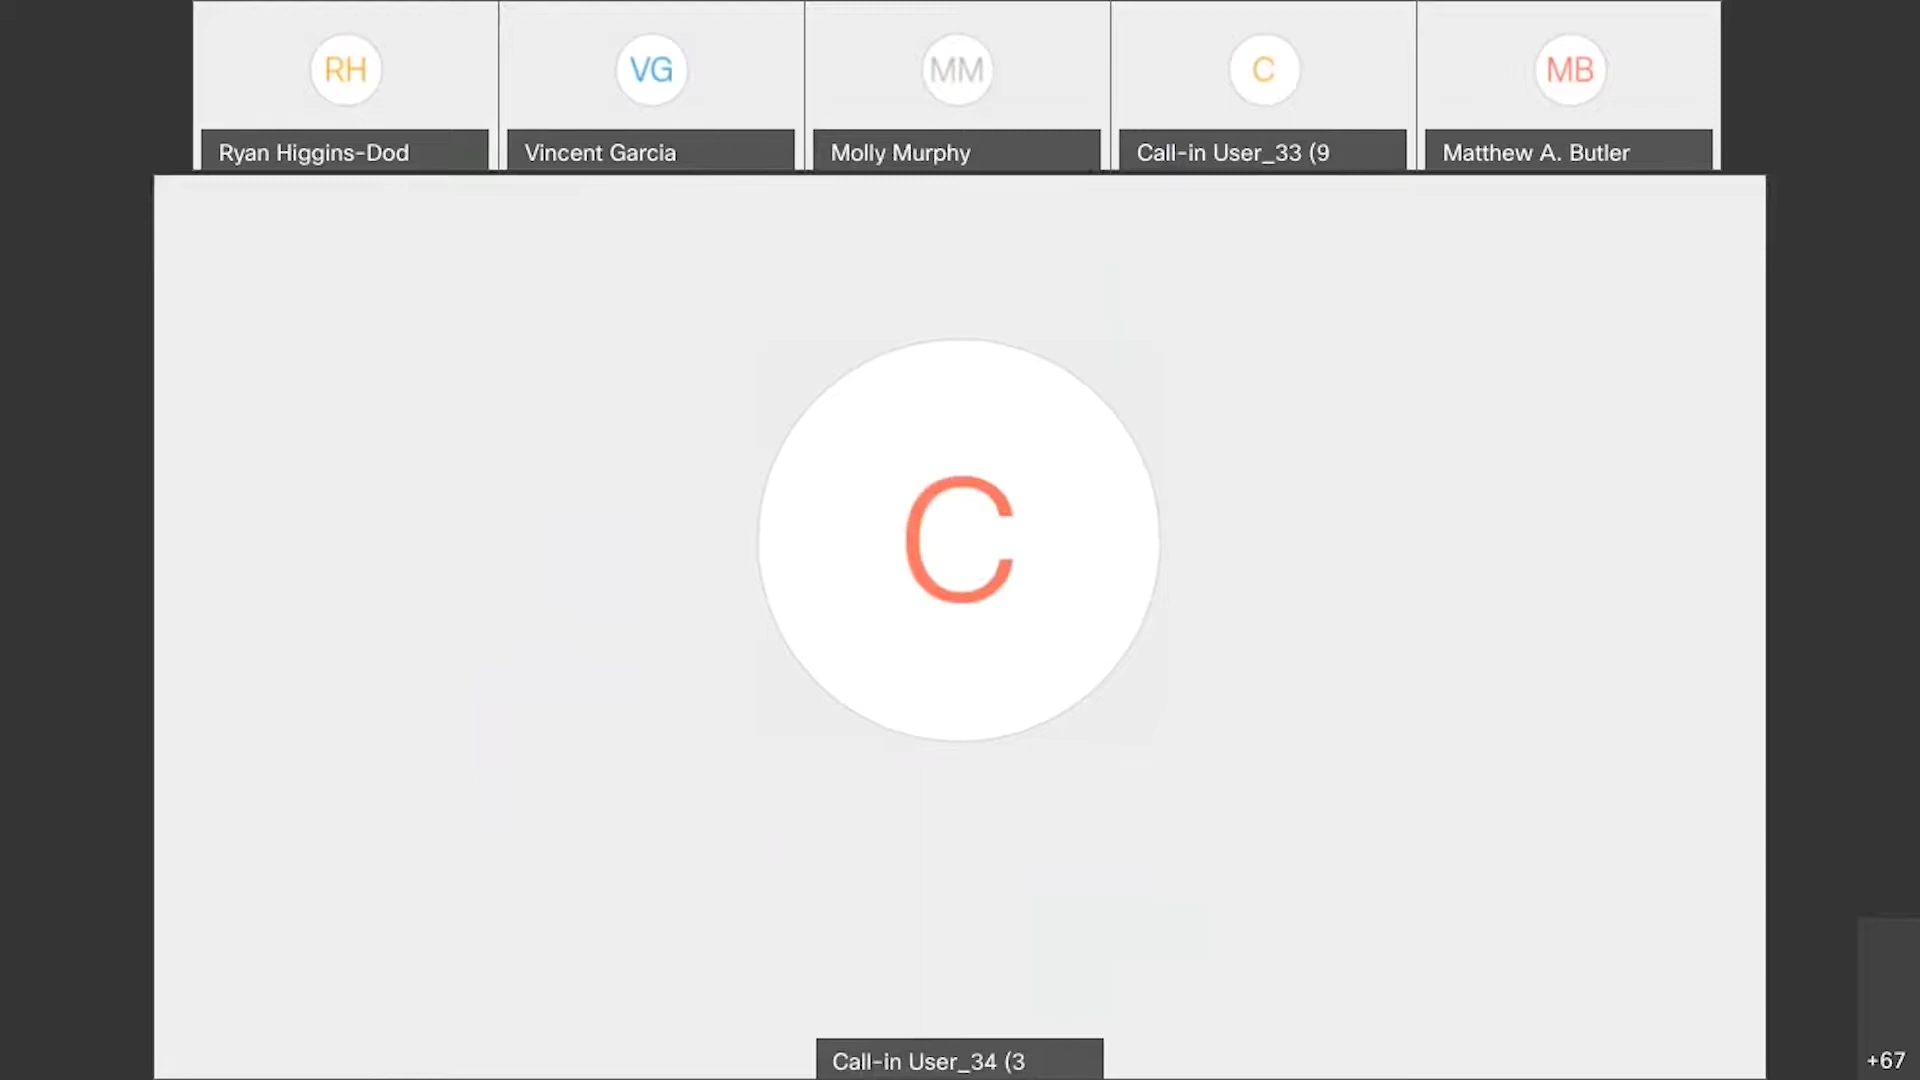 RH
VG
MM
C
MB
Ryan Higgins-Dod
Vincent Garcia
Molly Murphy
Call-in User_33 (9
Matthew A. Butler
C
Call-in User_34 (3
+67